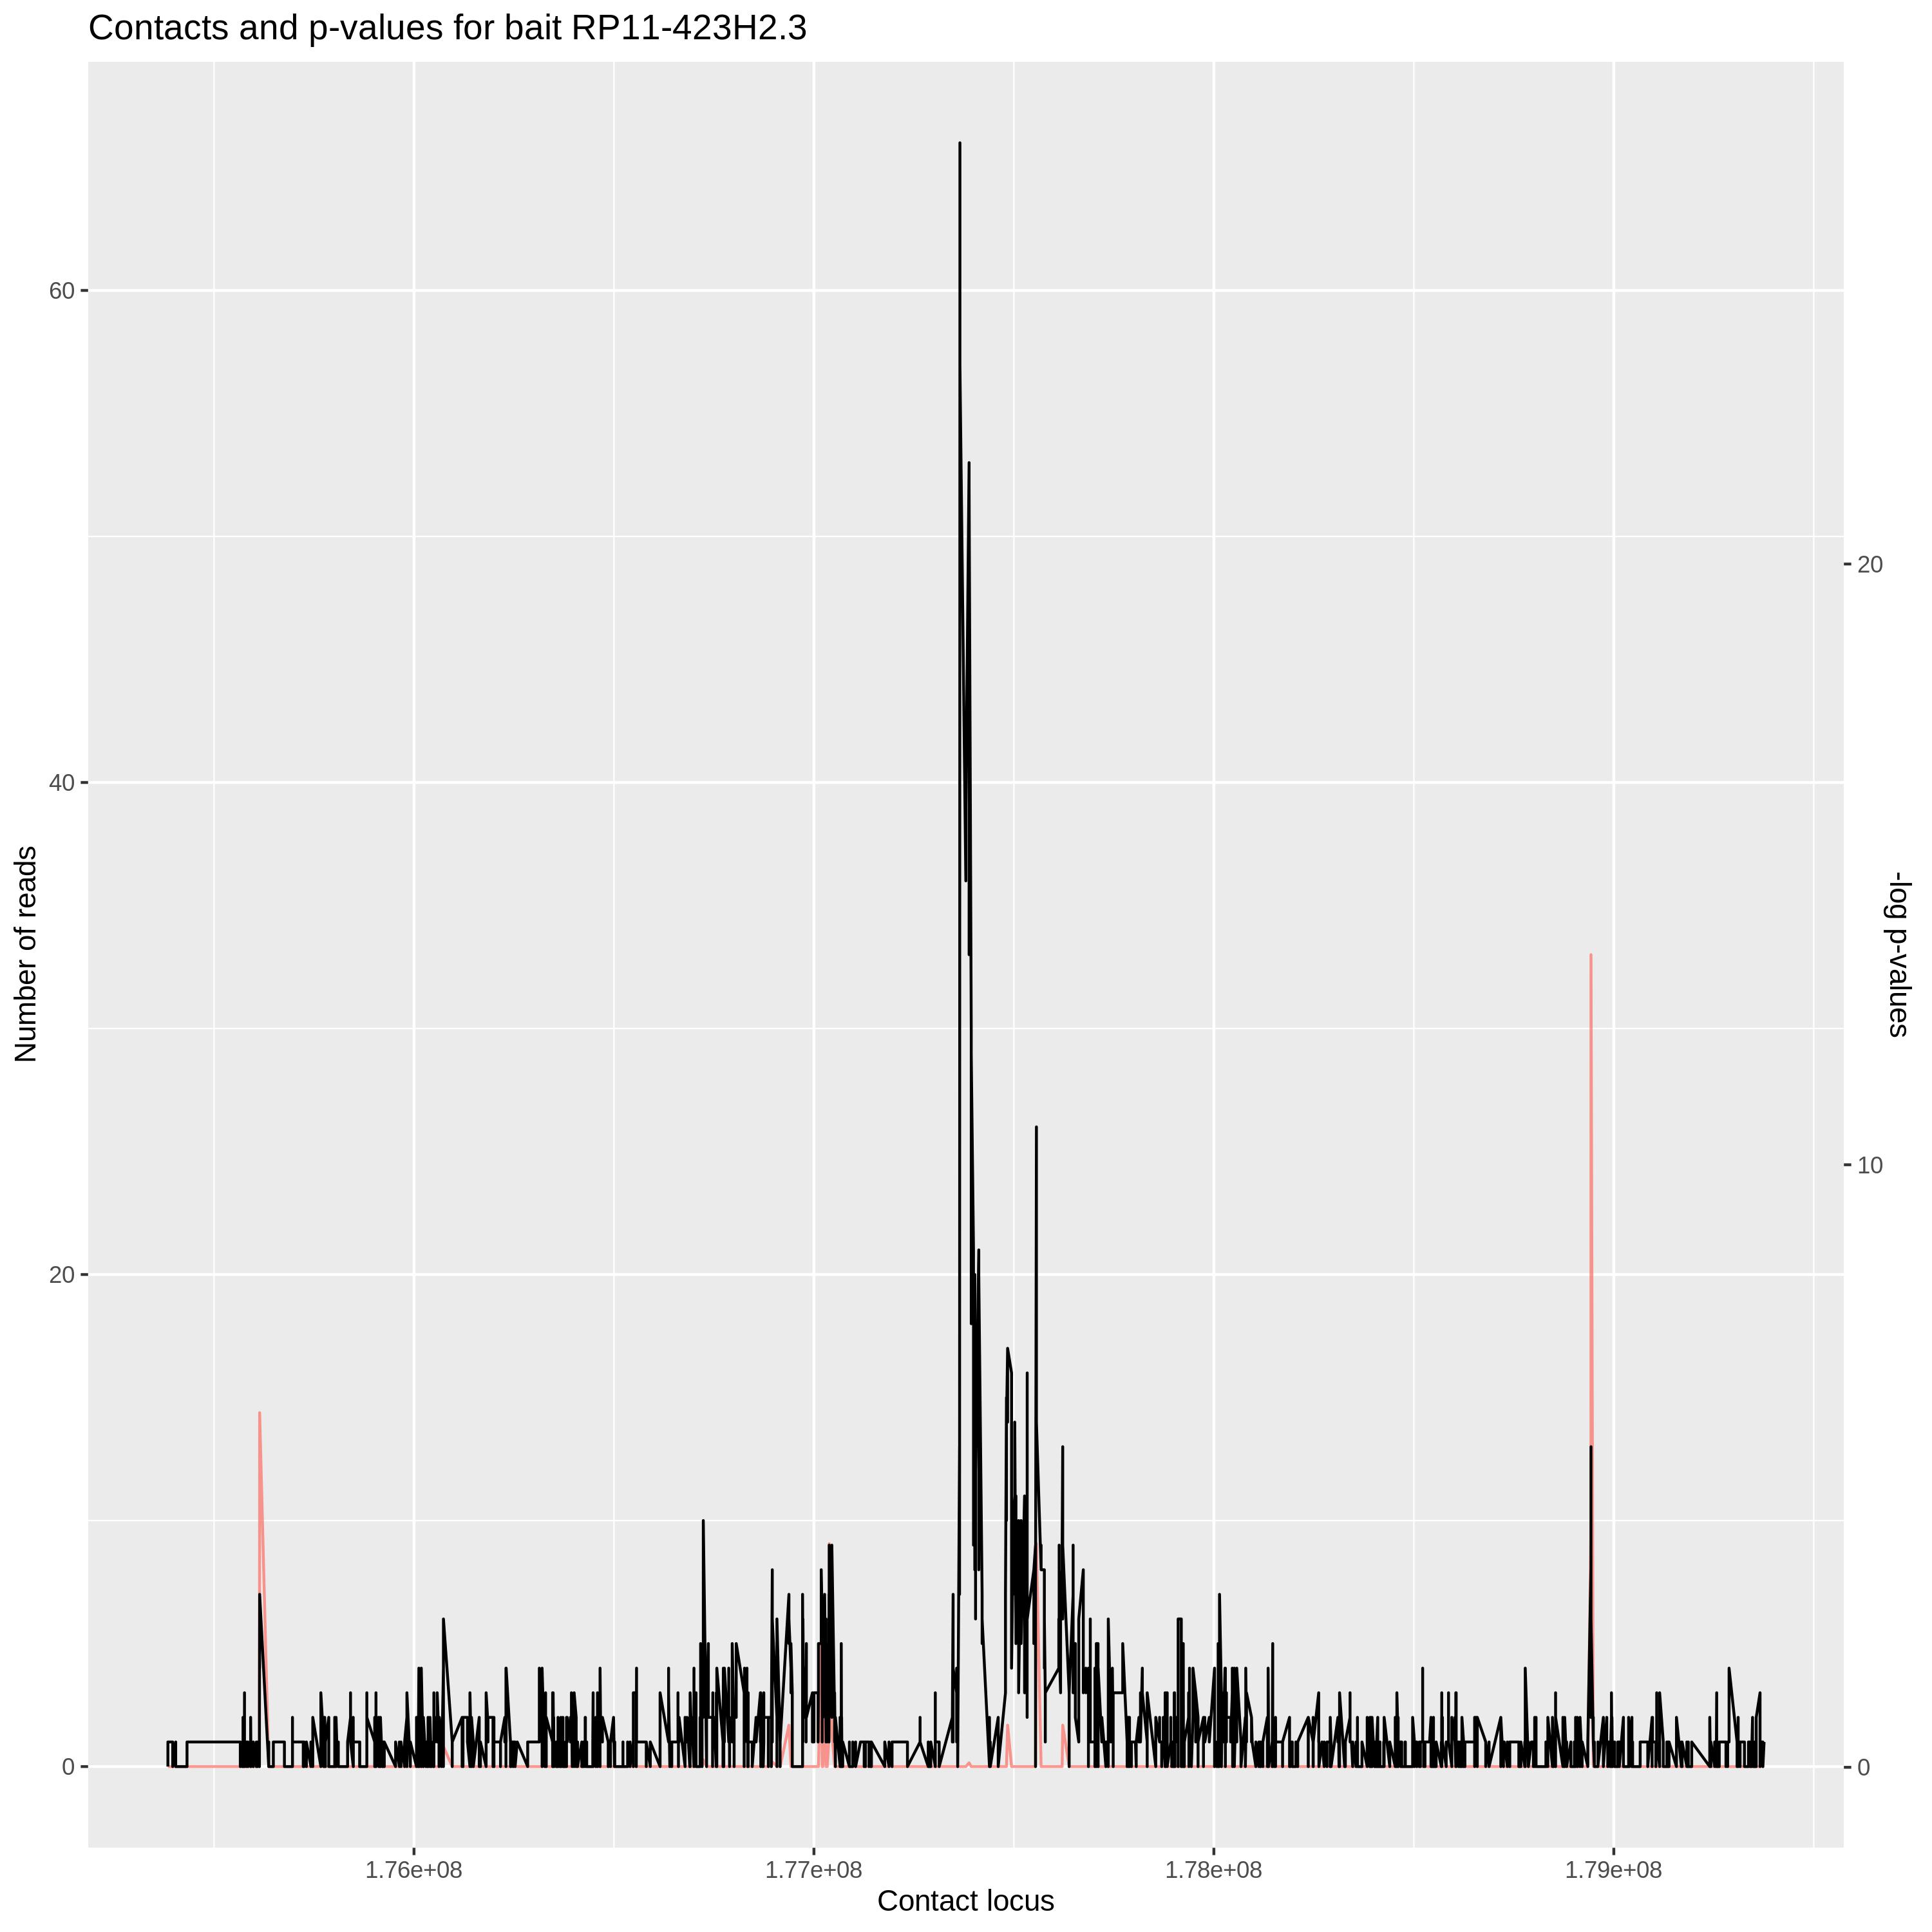 Contacts and p-values for bait RP11-423H2.3
60
40
20
0
Number of reads
20
10
0
-log p-values
1.76e+08
1.77e+08
1.78e+08
1.79e+08
Contact locus